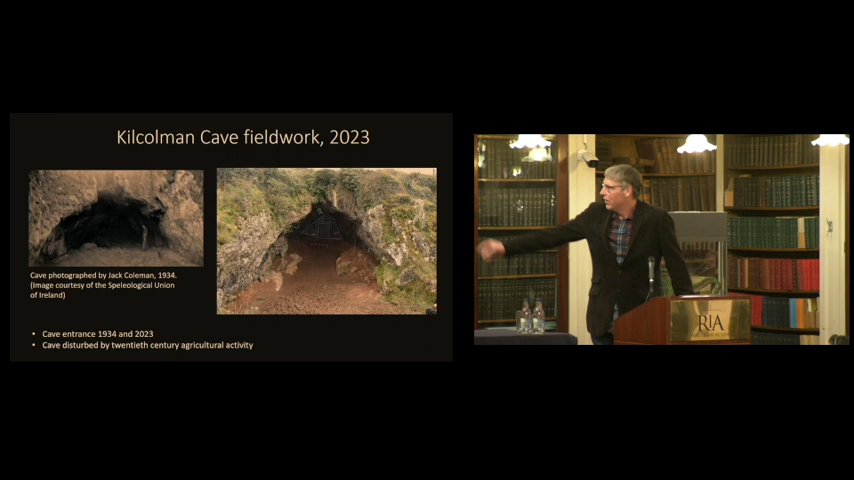 Kilcolman Cave fieldwork, 2023
Cave photographed by Jack Coleman, 1934.
(Image courtesy of the Speleological Union
of Ireland)
• Cave entrance 1934 and 2023
• Cave disturbed by twentieth century agricultural activity
RIA